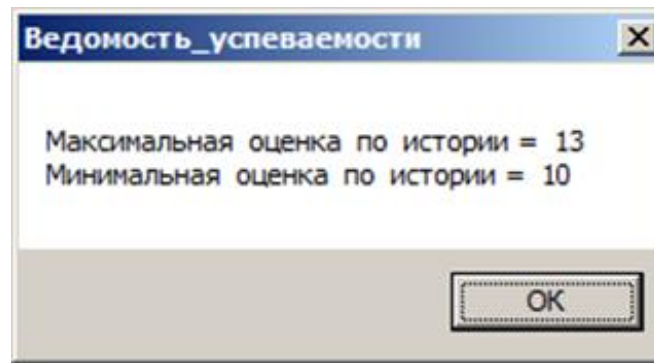 Ведомость_успеваемости
Максимальная оценка по истории = 13
Минимальная оценка по истории = 10
OK